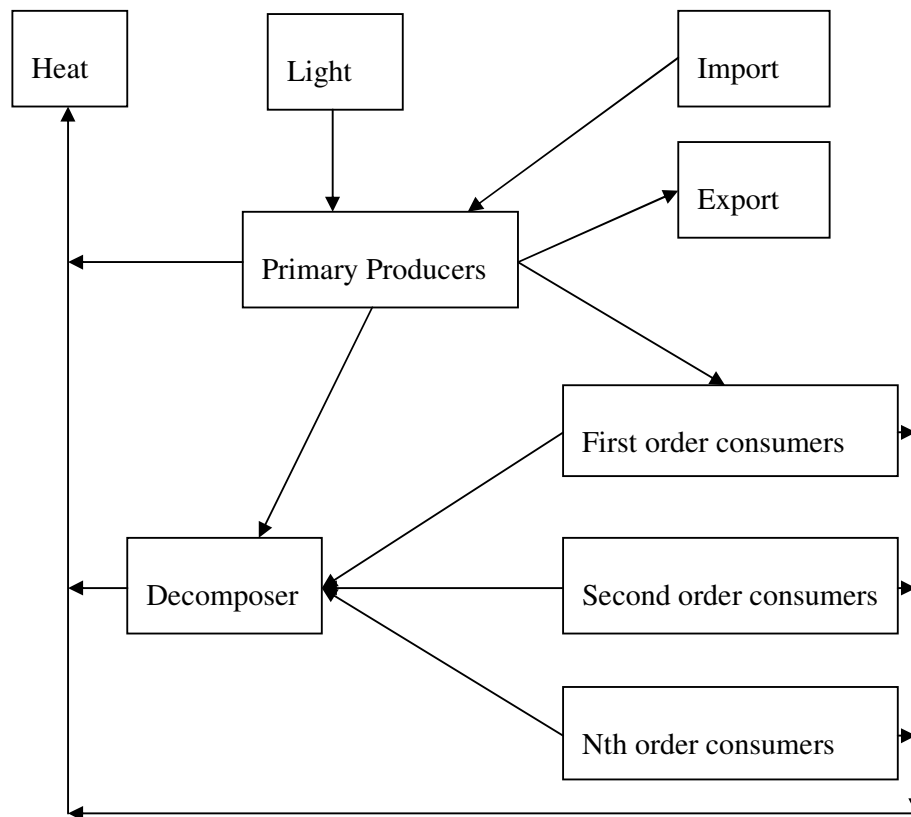 Heat
Light
Import
Export
Primary Producers
First order consumers
Decomposer
Second order consumers
Nth order consumers